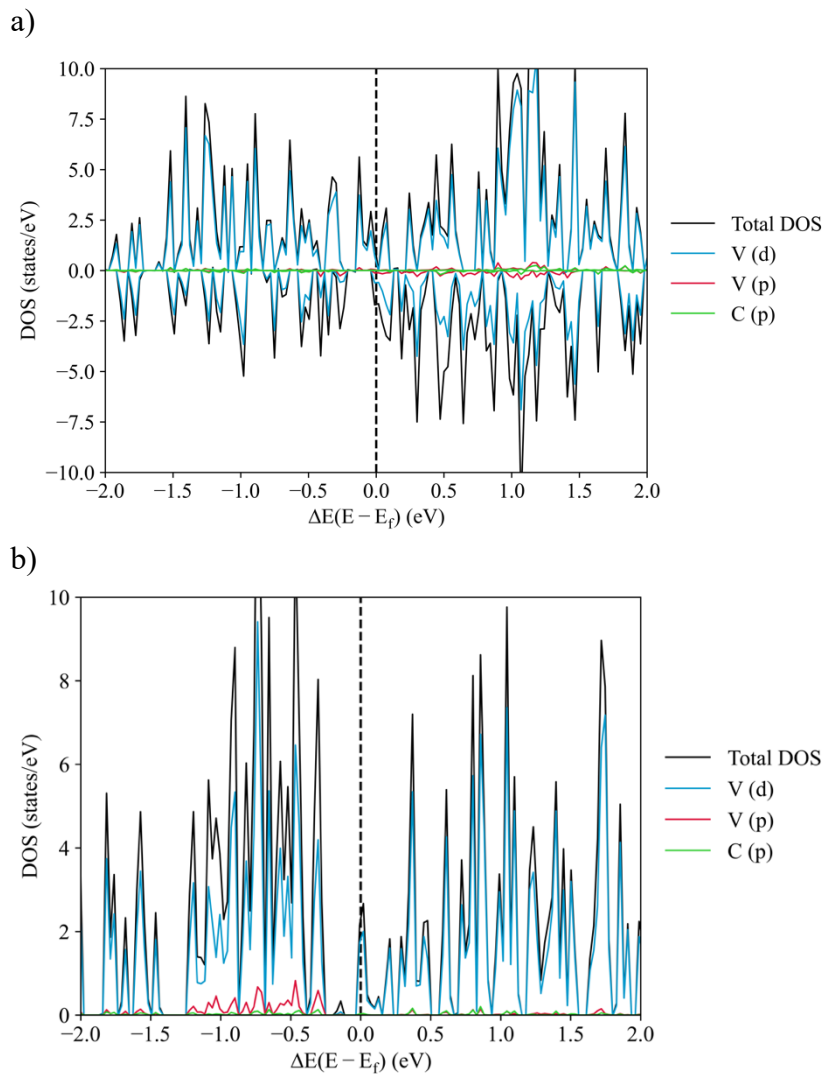 a)
10.0
7.5
5.0
2.5
0.0
−2.5
−5.0
−7.5
−10.0
DOS (states/eV)
−2.0 −1.5 −1.0 −0.5 0.0 0.5 1.0 1.5 2.0
ΔE(E − E_f) (eV)
Total DOS
V (d)
V (p)
C (p)
b)
10
8
6
4
2
0
DOS (states/eV)
−2.0 −1.5 −1.0 −0.5 0.0 0.5 1.0 1.5 2.0
ΔE(E − E_f) (eV)
Total DOS
V (d)
V (p)
C (p)